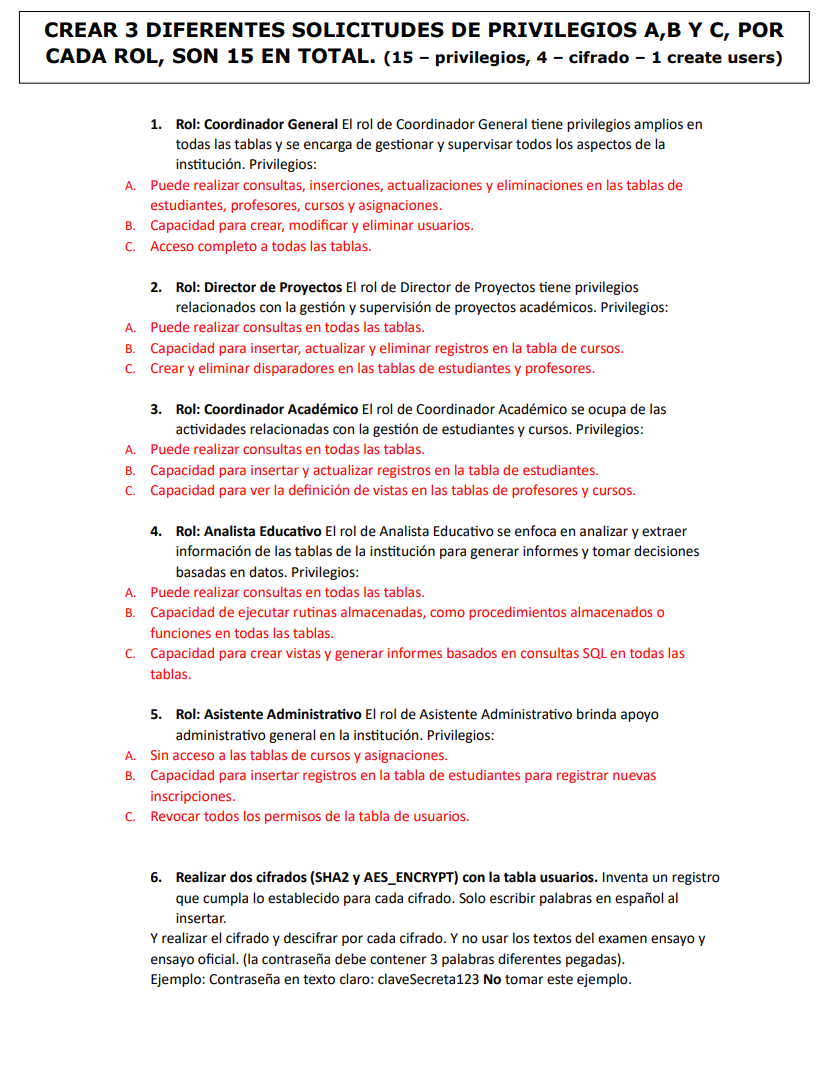 CREAR 3 DIFERENTES SOLICITUDES DE PRIVILEGIOS A,B Y C, POR
CADA ROL, SON 15 EN TOTAL. (15 – privilegios, 4 – cifrado – 1 create users)
1. Rol: Coordinador General El rol de Coordinador General tiene privilegios amplios en
todas las tablas y se encarga de gestionar y supervisar todos los aspectos de la
institución. Privilegios:
A. Puede realizar consultas, inserciones, actualizaciones y eliminaciones en las tablas de
estudiantes, profesores, cursos y asignaciones.
B. Capacidad para crear, modificar y eliminar usuarios.
C. Acceso completo a todas las tablas.
2. Rol: Director de Proyectos El rol de Director de Proyectos tiene privilegios
relacionados con la gestión y supervisión de proyectos académicos. Privilegios:
A. Puede realizar consultas en todas las tablas.
B. Capacidad para insertar, actualizar y eliminar registros en la tabla de cursos.
C. Crear y eliminar disparadores en las tablas de estudiantes y profesores.
3. Rol: Coordinador Académico El rol de Coordinador Académico se ocupa de las
actividades relacionadas con la gestión de estudiantes y cursos. Privilegios:
A. Puede realizar consultas en todas las tablas.
B. Capacidad para insertar y actualizar registros en la tabla de estudiantes.
C. Capacidad para ver la definición de vistas en las tablas de profesores y cursos.
4. Rol: Analista Educativo El rol de Analista Educativo se enfoca en analizar y extraer
información de las tablas de la institución para generar informes y tomar decisiones
basadas en datos. Privilegios:
A. Puede realizar consultas en todas las tablas.
B. Capacidad de ejecutar rutinas almacenadas, como procedimientos almacenados o
funciones en todas las tablas.
C. Capacidad para crear vistas y generar informes basados en consultas SQL en todas las
tablas.
5. Rol: Asistente Administrativo El rol de Asistente Administrativo brinda apoyo
administrativo general en la institución. Privilegios:
A. Sin acceso a las tablas de cursos y asignaciones.
B. Capacidad para insertar registros en la tabla de estudiantes para registrar nuevas
inscripciones.
C. Revocar todos los permisos de la tabla de usuarios.
6. Realizar dos cifrados (SHA2 y AES_ENCRYPT) con la tabla usuarios. Inventa un registro
que cumpla lo establecido para cada cifrado. Solo escribir palabras en español al
insertar.
Y realizar el cifrado y descifrar por cada cifrado. Y no usar los textos del examen ensayo y
ensayo oficial. (la contraseña debe contener 3 palabras diferentes pegadas).
Ejemplo: Contraseña en texto claro: claveSecreta123 No tomar este ejemplo.